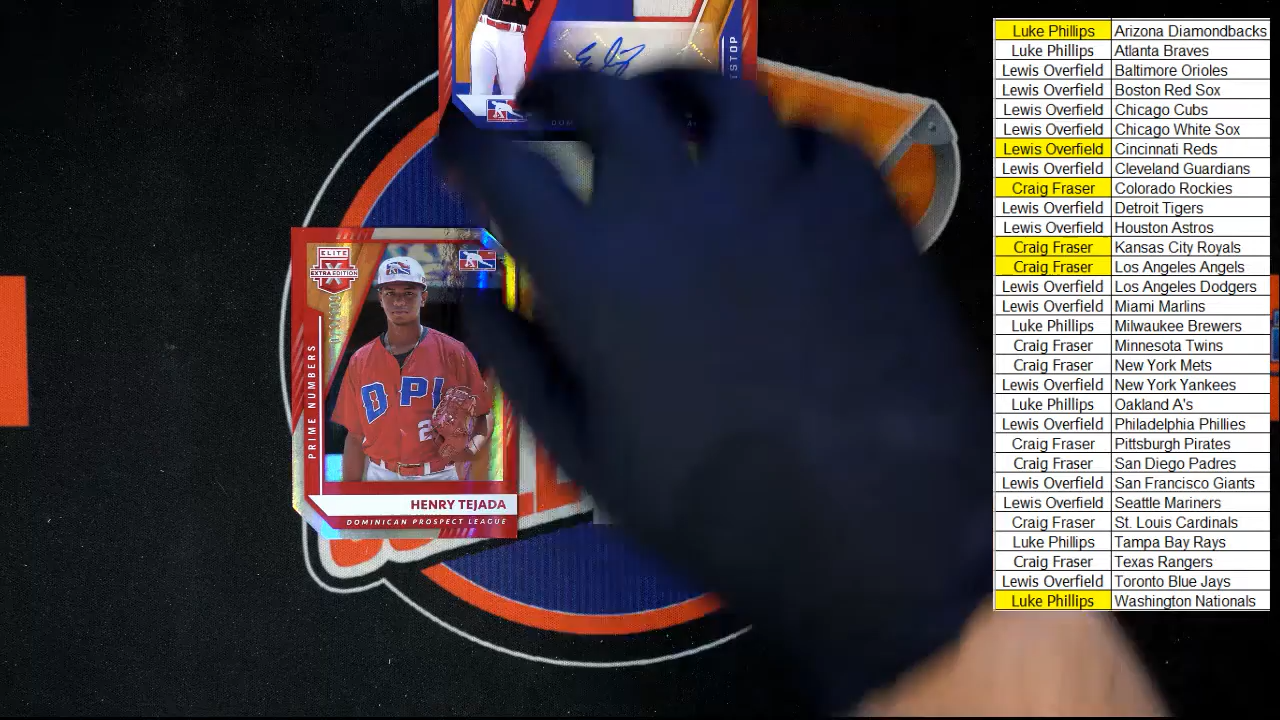 ELITE
X
EXTRA EDITION
PRIME NUMBERS
DPL
2
HENRY TEJADA
DOMINICAN PROSPECT LEAGUE
Luke Phillips Arizona Diamondbacks
Luke Phillips Atlanta Braves
Lewis Overfield Baltimore Orioles
Lewis Overfield Boston Red Sox
Lewis Overfield Chicago Cubs
Lewis Overfield Chicago White Sox
Lewis Overfield Cincinnati Reds
Lewis Overfield Cleveland Guardians
Craig Fraser Colorado Rockies
Lewis Overfield Detroit Tigers
Lewis Overfield Houston Astros
Craig Fraser Kansas City Royals
Craig Fraser Los Angeles Angels
Lewis Overfield Los Angeles Dodgers
Lewis Overfield Miami Marlins
Luke Phillips Milwaukee Brewers
Craig Fraser Minnesota Twins
Craig Fraser New York Mets
Lewis Overfield New York Yankees
Luke Phillips Oakland A's
Lewis Overfield Philadelphia Phillies
Craig Fraser Pittsburgh Pirates
Craig Fraser San Diego Padres
Lewis Overfield San Francisco Giants
Lewis Overfield Seattle Mariners
Craig Fraser St. Louis Cardinals
Luke Phillips Tampa Bay Rays
Craig Fraser Texas Rangers
Lewis Overfield Toronto Blue Jays
Luke Phillips Washington Nationals